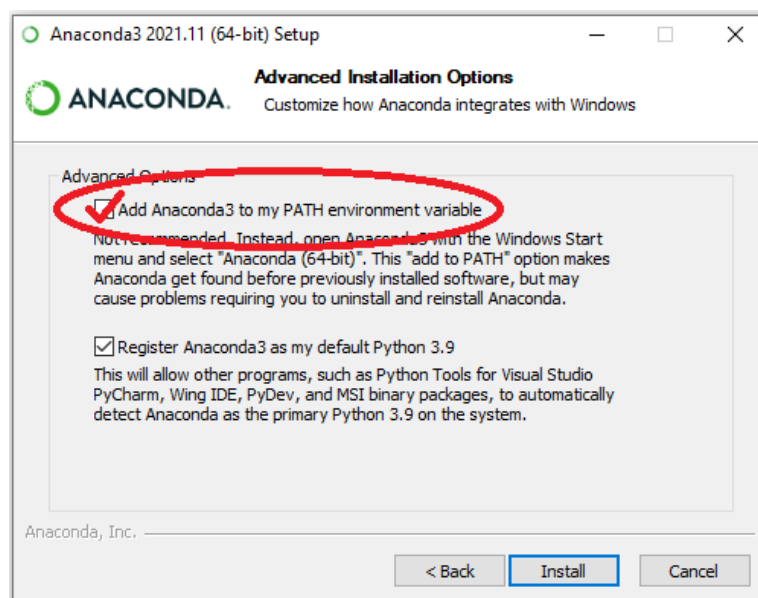 Anaconda3 2021.11 (64-bit) Setup
ANACONDA.
Advanced Installation Options
Customize how Anaconda integrates with Windows
Advanced Options
Add Anaconda3 to my PATH environment variable
Not recommended. Instead, open Anaconda3 with the Windows Start
menu and select "Anaconda (64-bit)". This "add to PATH" option makes
Anaconda get found before previously installed software, but may
cause problems requiring you to uninstall and reinstall Anaconda.
Register Anaconda3 as my default Python 3.9
This will allow other programs, such as Python Tools for Visual Studio
PyCharm, Wing IDE, PyDev, and MSI binary packages, to automatically
detect Anaconda as the primary Python 3.9 on the system.
Anaconda, Inc.
< Back
Install
Cancel